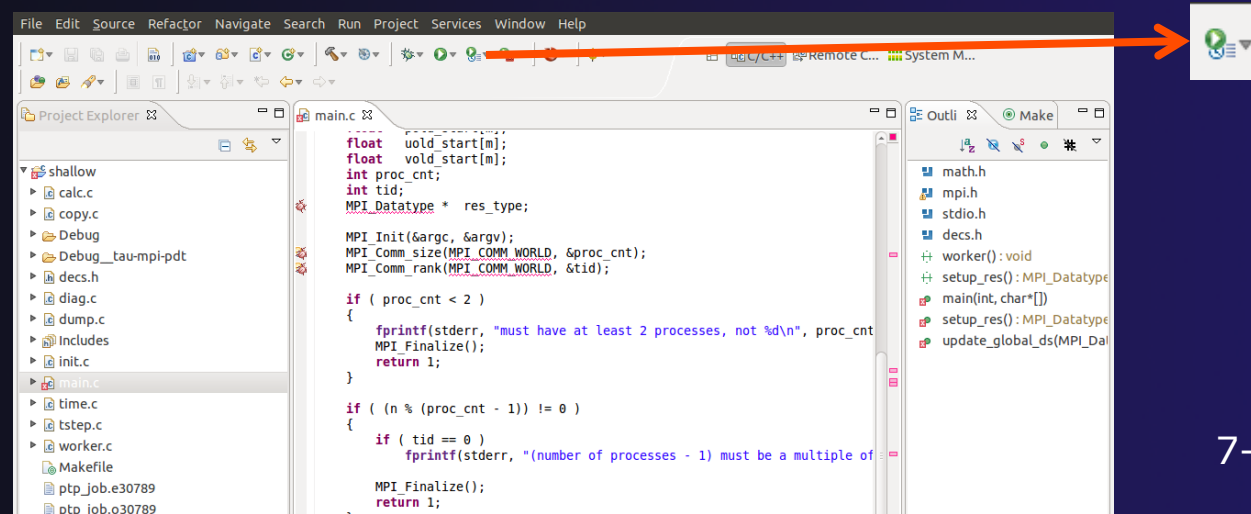 File Edit Source Refactor Navigate Search Run Project Services Window Help
C/C++ Remote C... System M...
Project Explorer
main.c
Outli
Make
shallow
calc.c
copy.c
Debug
Debug__tau-mpi-pdt
decs.h
diag.c
dump.c
Includes
init.c
main.c
time.c
tstep.c
worker.c
Makefile
ptp_job.e30789
ptp_job.o30789
float uold_start[m];
float vold_start[m];
int proc_cnt;
int tid;
MPI_Datatype * res_type;
MPI_Init(&argc, &argv);
MPI_Comm_size(MPI_COMM_WORLD, &proc_cnt);
MPI_Comm_rank(MPI_COMM_WORLD, &tid);
if ( proc_cnt < 2 )
{
fprintf(stderr, "must have at least 2 processes, not %d\n", proc_cnt
MPI_Finalize();
return 1;
}
if ( (n % (proc_cnt - 1)) != 0 )
{
if ( tid == 0 )
fprintf(stderr, "(number of processes - 1) must be a multiple of
MPI_Finalize();
return 1;
math.h
mpi.h
stdio.h
decs.h
worker() : void
setup_res() : MPI_Datatype
main(int, char*[])
setup_res() : MPI_Datatype
update_global_ds(MPI_Dat
7-